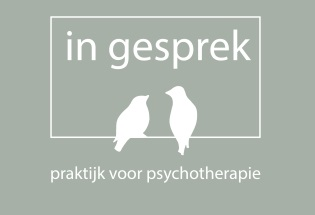 in gesprek
praktijk voor psychotherapie